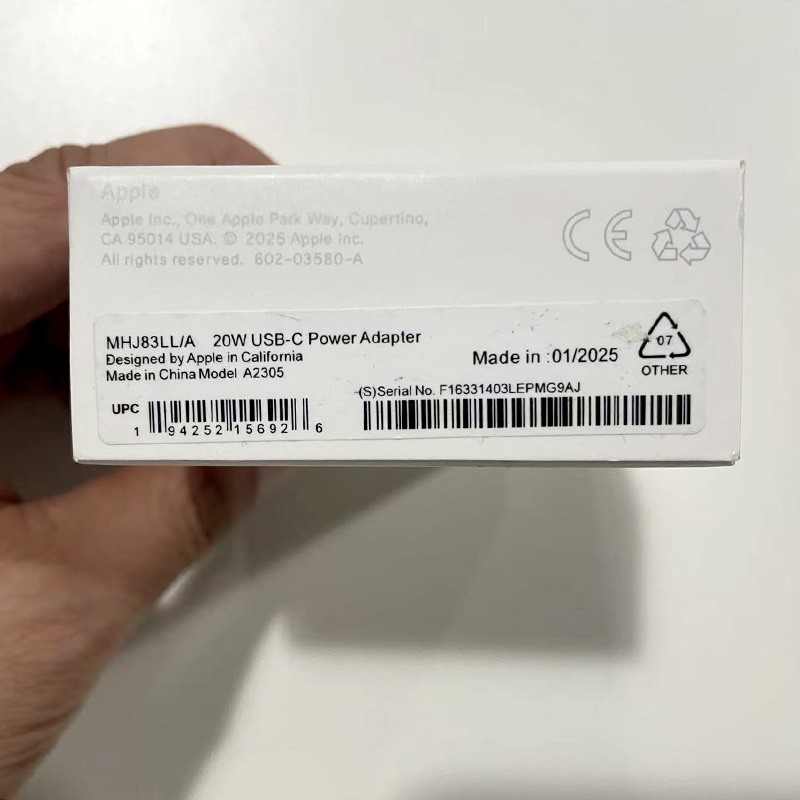 Apple
Apple Inc., One Apple Park Way, Cupertino,
CA 95014 USA. © 2025 Apple Inc.
All rights reserved. 602-03580-A
CE
MHJ83LL/A 20W USB-C Power Adapter
Designed by Apple in California
Made in China Model A2305
Made in :01/2025
07
OTHER
(S)Serial No. F16331403LEPMG9AJ
UPC
1 94252 15692 6